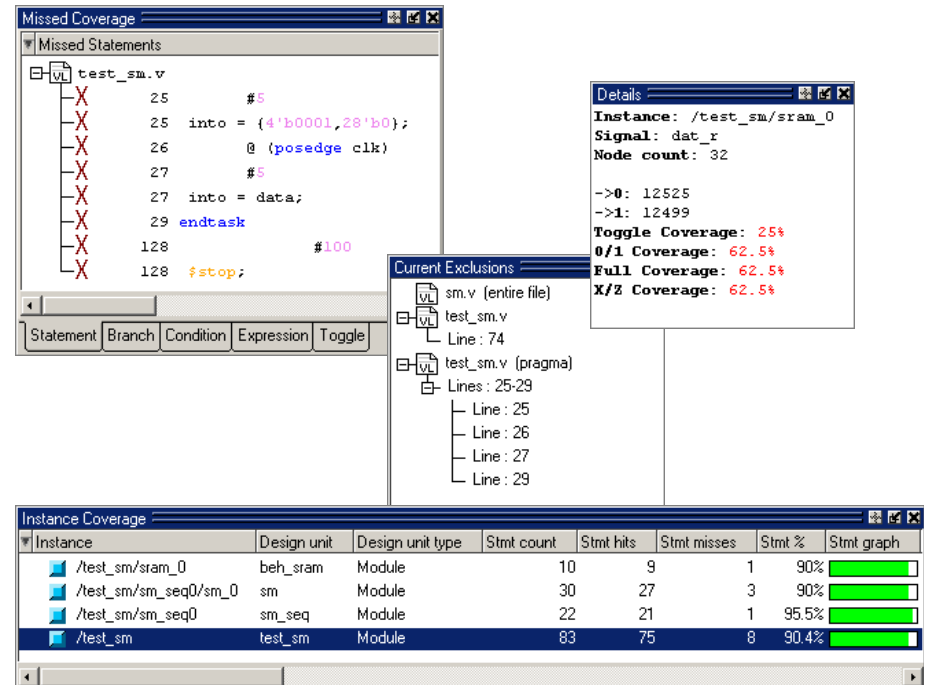 Missed Coverage
Missed Statements
test_sm.v
X 25 #5
X 25 into = {4'b0001,28'b0};
X 26 @ (posedge clk)
X 27 #5
X 27 into = data;
X 29 endtask
X 128 #100
X 128 $stop;
Statement Branch Condition Expression Toggle
Details
Instance: /test_sm/sram_0
Signal: dat_r
Node count: 32
->0: 12525
->1: 12499
Toggle Coverage: 25%
0/1 Coverage: 62.5%
Full Coverage: 62.5%
X/Z Coverage: 62.5%
Current Exclusions
sm.v (entire file)
test_sm.v
Line : 74
test_sm.v (pragma)
Lines : 25-29
Line : 25
Line : 26
Line : 27
Line : 29
Instance Coverage
Instance Design unit Design unit type Stmt count Stmt hits Stmt misses Stmt % Stmt graph
/test_sm/sram_0 beh_sram Module 10 9 1 90%
/test_sm/sm_seq0/sm_0 sm Module 30 27 3 90%
/test_sm/sm_seq0 sm_seq Module 22 21 1 95.5%
/test_sm test_sm Module 83 75 8 90.4%